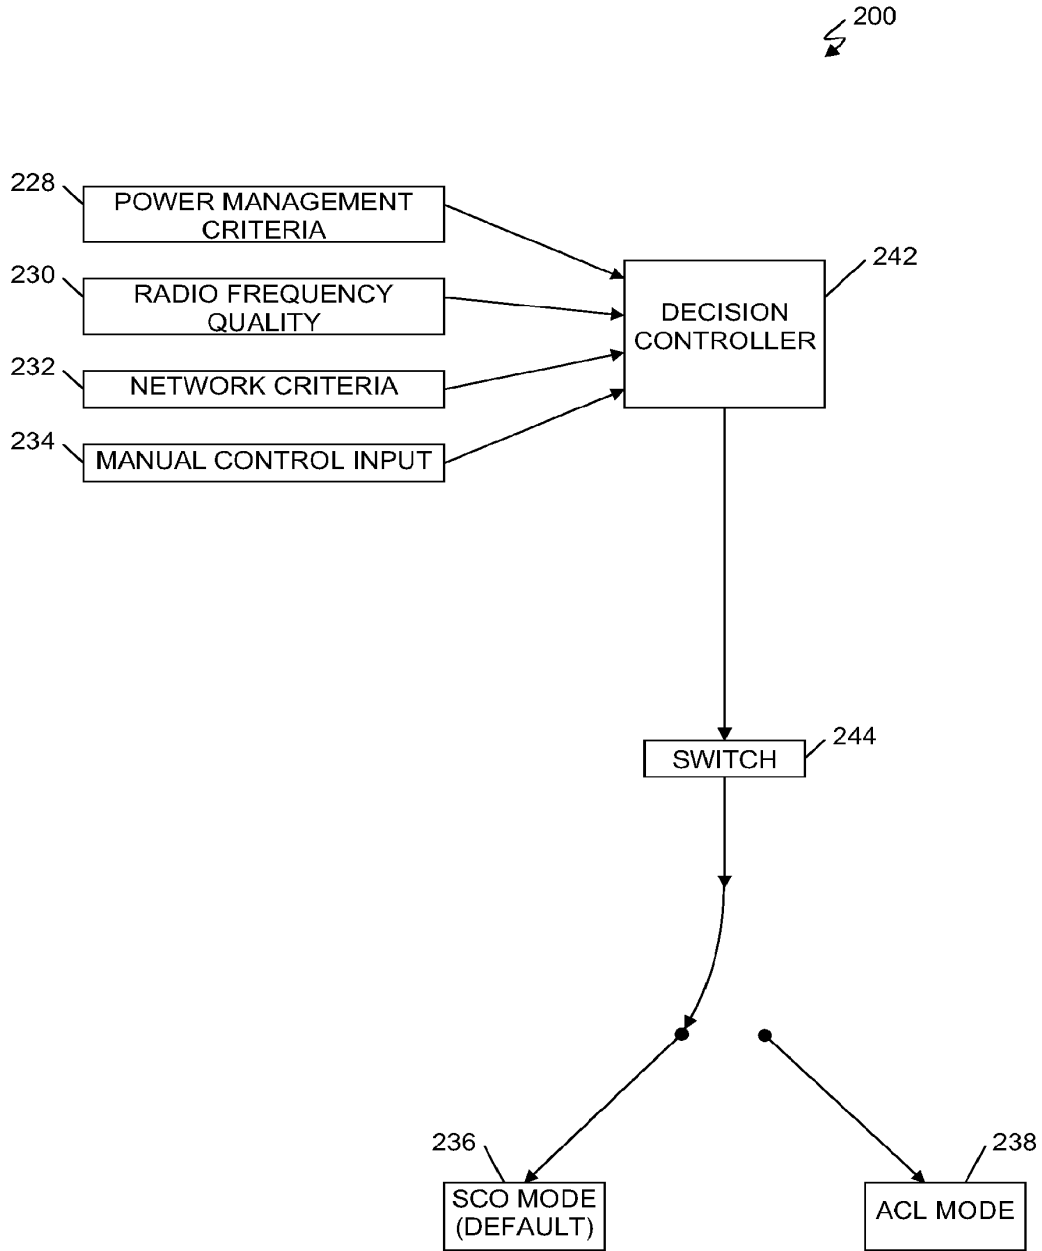 200
228
POWER MANAGEMENT
CRITERIA
230
RADIO FREQUENCY
QUALITY
232
NETWORK CRITERIA
234
MANUAL CONTROL INPUT
242
DECISION
CONTROLLER
244
SWITCH
236
SCO MODE
(DEFAULT)
238
ACL MODE